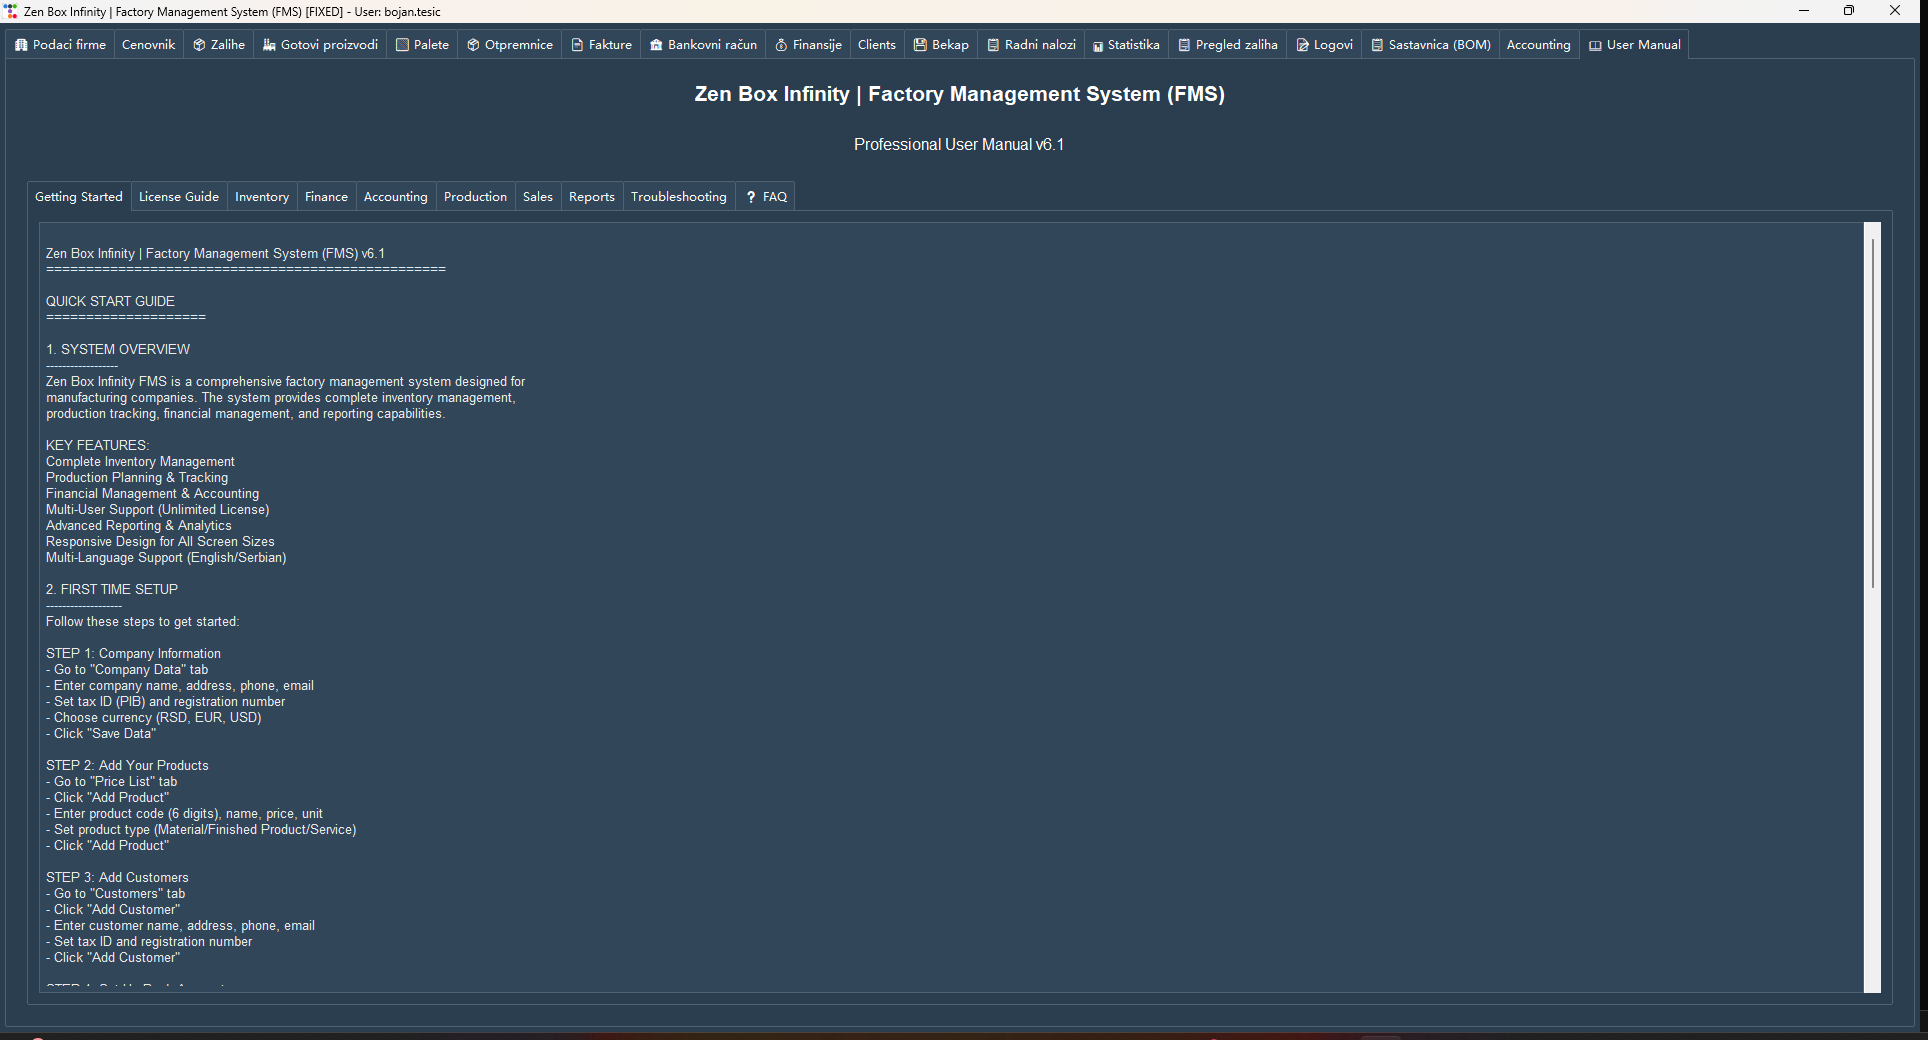 Zen Box Infinity | Factory Management System (FMS) [FIXED] - User: bojan.tesic
Podaci firme Cenovnik Zalihe Gotovi proizvodi Palete Otpremnice Fakture Bankovni račun Finansije Clients Bekap Radni nalozi Statistika Pregled zaliha Logovi Sastavnica (BOM) Accounting User Manual
Zen Box Infinity | Factory Management System (FMS)
Professional User Manual v6.1
Getting Started License Guide Inventory Finance Accounting Production Sales Reports Troubleshooting ? FAQ
Zen Box Infinity | Factory Management System (FMS) v6.1
==================================================
QUICK START GUIDE
====================
1. SYSTEM OVERVIEW
------------------
Zen Box Infinity FMS is a comprehensive factory management system designed for
manufacturing companies. The system provides complete inventory management,
production tracking, financial management, and reporting capabilities.
KEY FEATURES:
Complete Inventory Management
Production Planning & Tracking
Financial Management & Accounting
Multi-User Support (Unlimited License)
Advanced Reporting & Analytics
Responsive Design for All Screen Sizes
Multi-Language Support (English/Serbian)
2. FIRST TIME SETUP
-------------------
Follow these steps to get started:
STEP 1: Company Information
- Go to "Company Data" tab
- Enter company name, address, phone, email
- Set tax ID (PIB) and registration number
- Choose currency (RSD, EUR, USD)
- Click "Save Data"
STEP 2: Add Your Products
- Go to "Price List" tab
- Click "Add Product"
- Enter product code (6 digits), name, price, unit
- Set product type (Material/Finished Product/Service)
- Click "Add Product"
STEP 3: Add Customers
- Go to "Customers" tab
- Click "Add Customer"
- Enter customer name, address, phone, email
- Set tax ID and registration number
- Click "Add Customer"